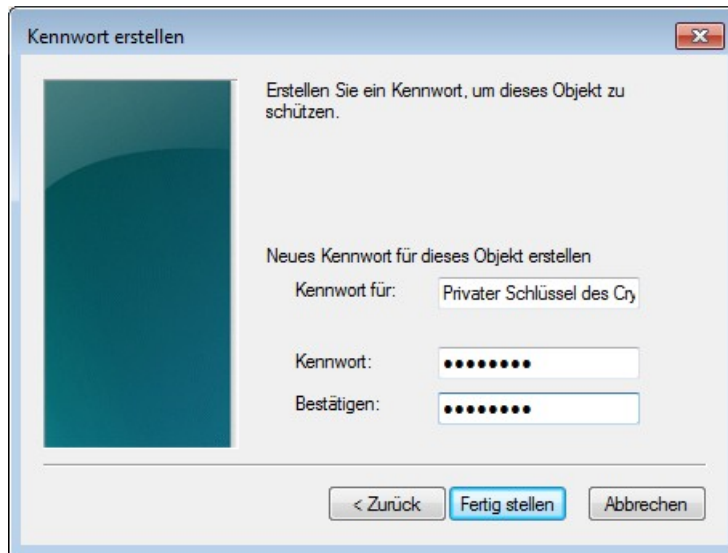 Kennwort erstellen
Erstellen Sie ein Kennwort, um dieses Objekt zu
schützen.
Neues Kennwort für dieses Objekt erstellen
Kennwort für: Privater Schlüssel des Cry
Kennwort: ●●●●●●●●
Bestätigen: ●●●●●●●●
< Zurück Fertig stellen Abbrechen